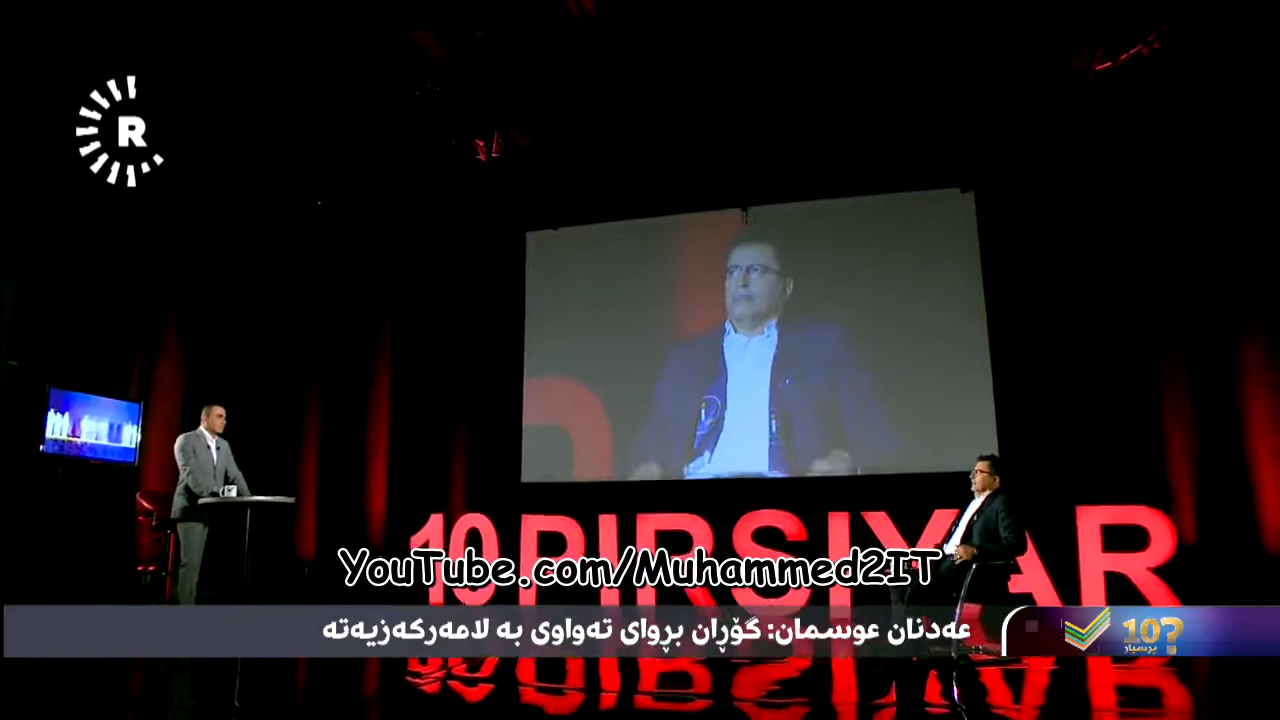 R
10 PIRSIYAR
YouTube.com/Muhammed2IT
عەدنان عوسمان: گۆڕان بڕوای تەواوی بە لامەرکەزیەتە
10?
پرسیار